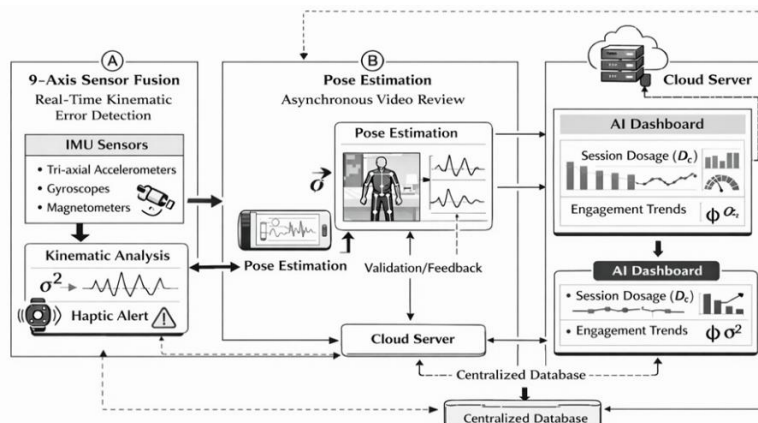 A
9-Axis Sensor Fusion
Real-Time Kinematic
Error Detection
IMU Sensors
• Tri-axial Accelerometers
• Gyroscopes
• Magnetometers
Kinematic Analysis
σ²
Haptic Alert
B
Pose Estimation
Asynchronous Video Review
Pose Estimation
σ
Pose Estimation
Validation/Feedback
Cloud Server
Cloud Server
AI Dashboard
Session Dosage (D_c)
Engagement Trends
AI Dashboard
• Session Dosage (D_c)
• Engagement Trends
ϕ σ²
Centralized Database
Centralized Database